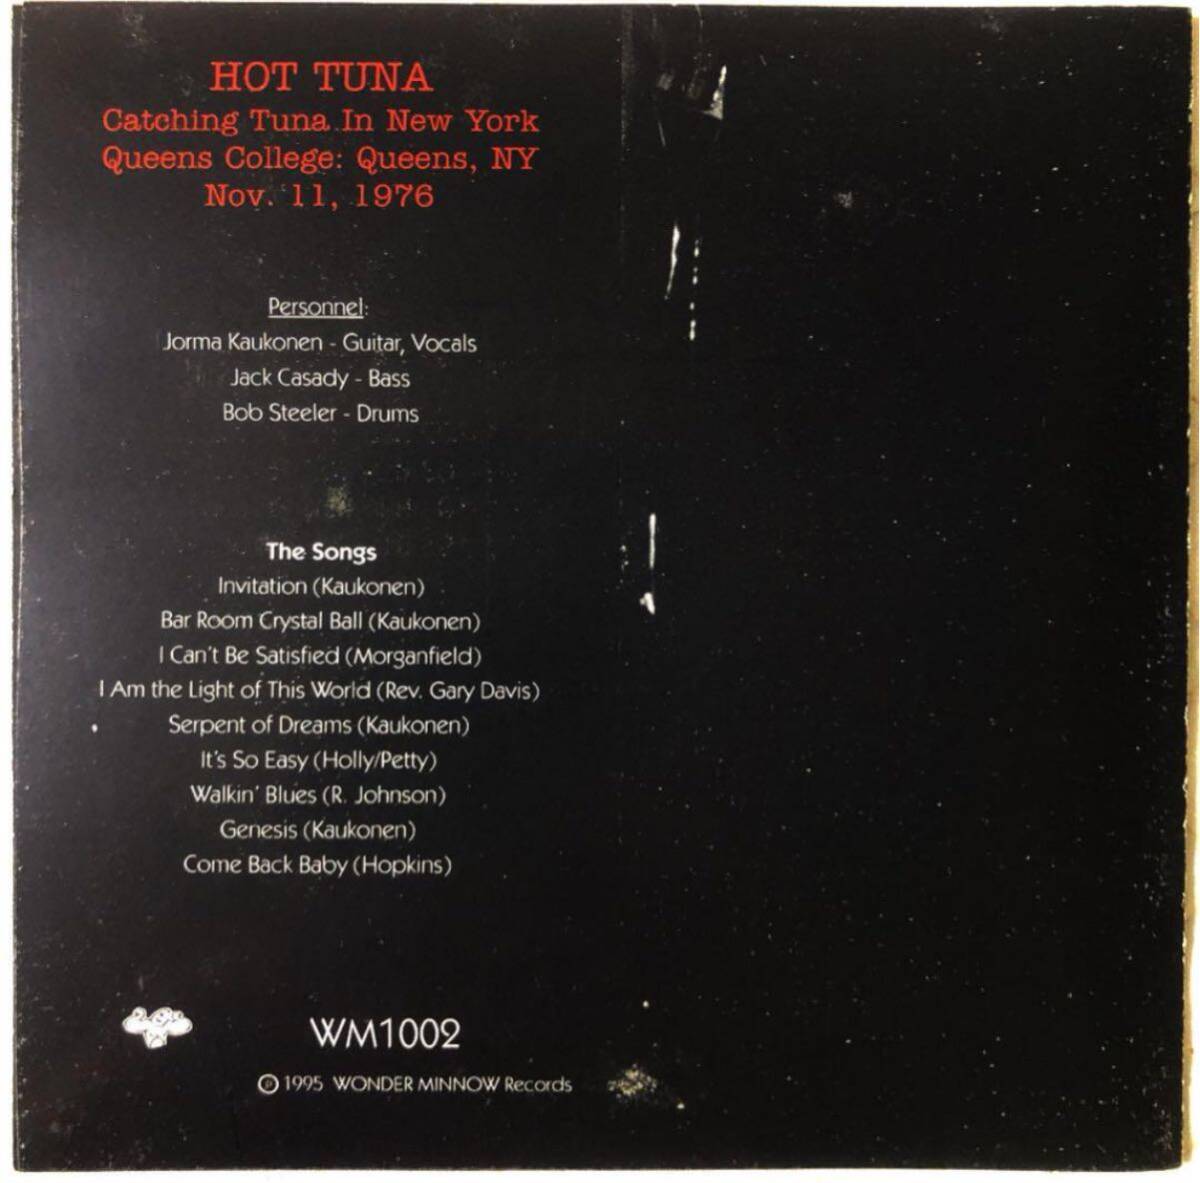 HOT TUNA
Catching Tuna In New York
Queens College: Queens, NY
Nov. 11, 1976
Personnel:
Jorma Kaukonen - Guitar, Vocals
Jack Casady - Bass
Bob Steeler - Drums
The Songs
Invitation (Kaukonen)
Bar Room Crystal Ball (Kaukonen)
I Can't Be Satisfied (Morganfield)
I Am the Light of This World (Rev. Gary Davis)
Serpent of Dreams (Kaukonen)
It's So Easy (Holly/Petty)
Walkin' Blues (R. Johnson)
Genesis (Kaukonen)
Come Back Baby (Hopkins)
WM1002
℗ 1995 WONDER MINNOW Records